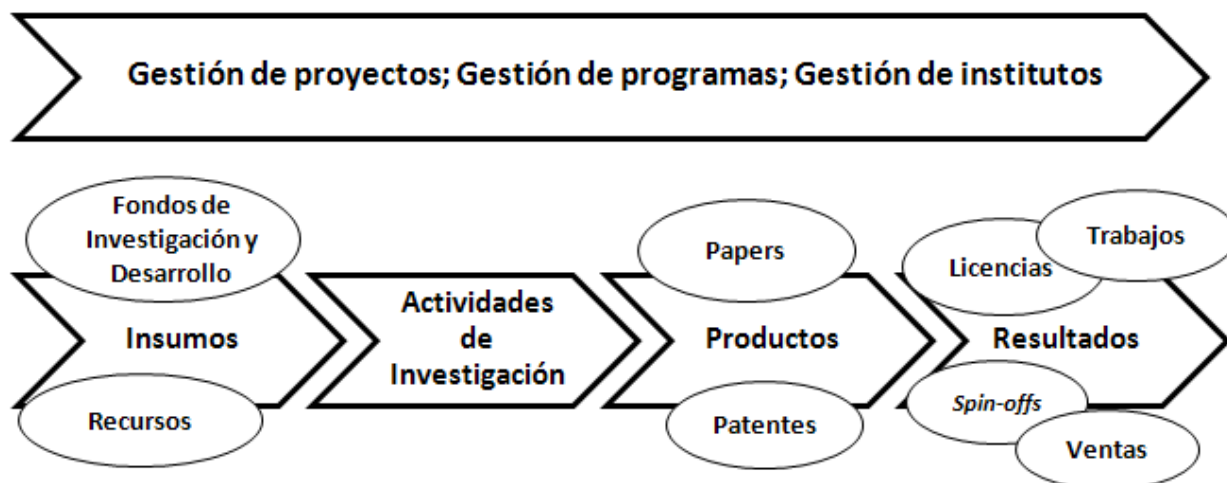 Gestión de proyectos; Gestión de programas; Gestión de institutos
Fondos de
Investigación y
Desarrollo
Insumos
Recursos
Actividades
de
Investigación
Papers
Productos
Patentes
Licencias
Trabajos
Resultados
Spin-offs
Ventas